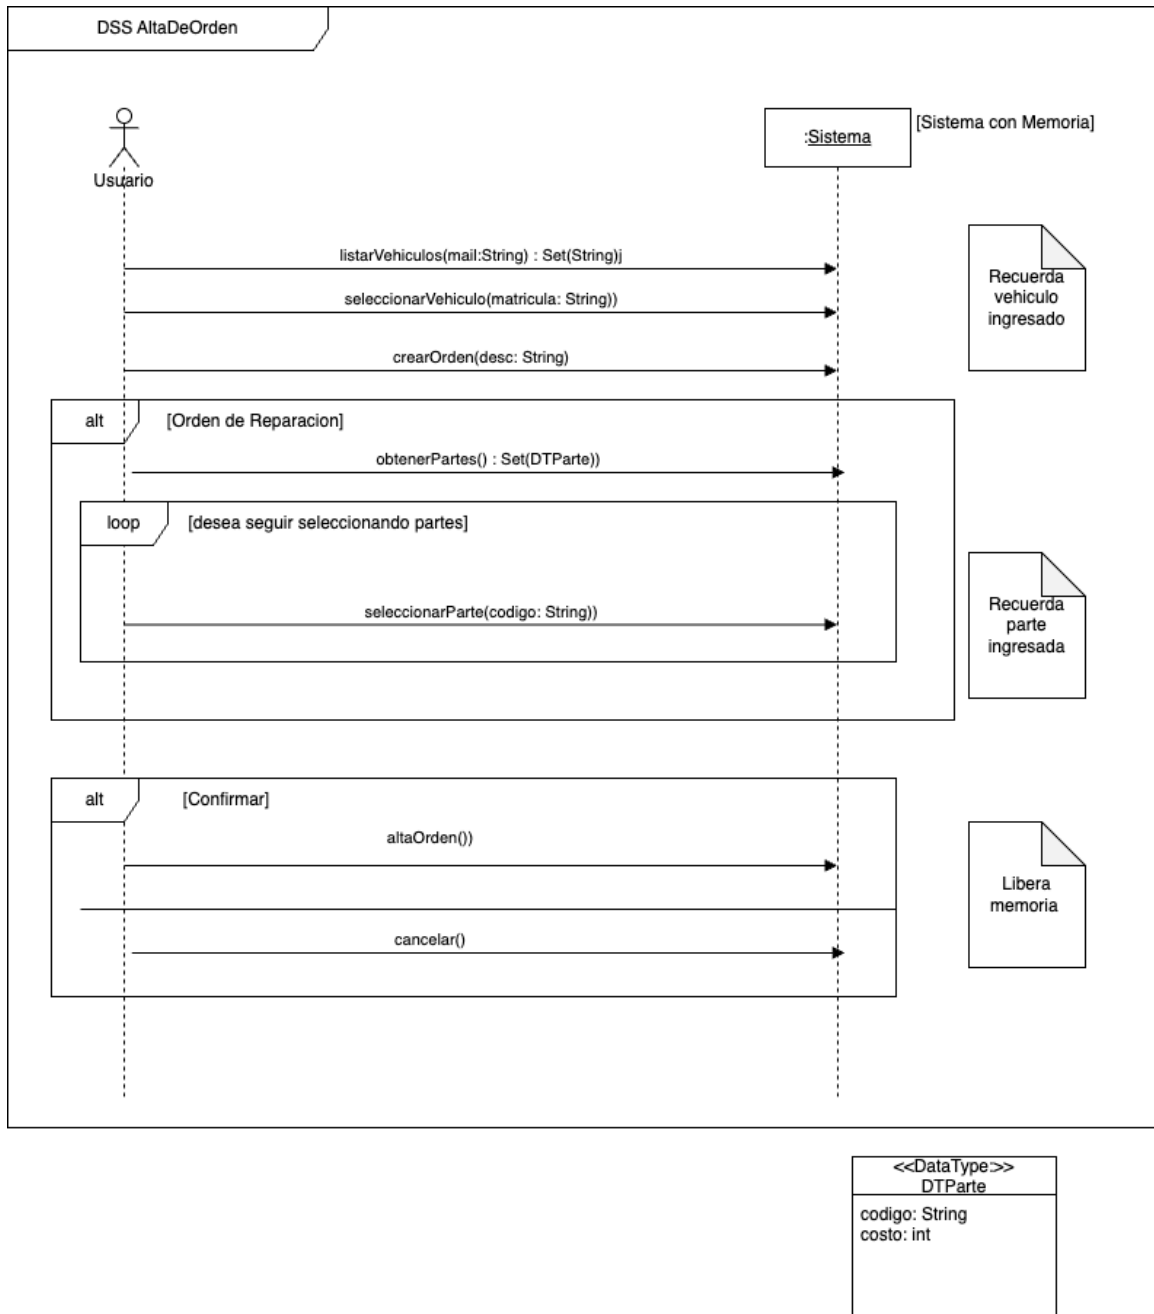 DSS AltaDeOrden
Usuario
:Sistema
[Sistema con Memoria]
listarVehiculos(mail:String) : Set(String)j
seleccionarVehiculo(matricula: String))
crearOrden(desc: String)
Recuerda
vehiculo
ingresado
alt
[Orden de Reparacion]
obtenerPartes() : Set(DTParte))
loop
[desea seguir seleccionando partes]
seleccionarParte(codigo: String))
Recuerda
parte
ingresada
alt
[Confirmar]
altaOrden())
cancelar()
Libera
memoria
<<DataType>>
DTParte
codigo: String
costo: int